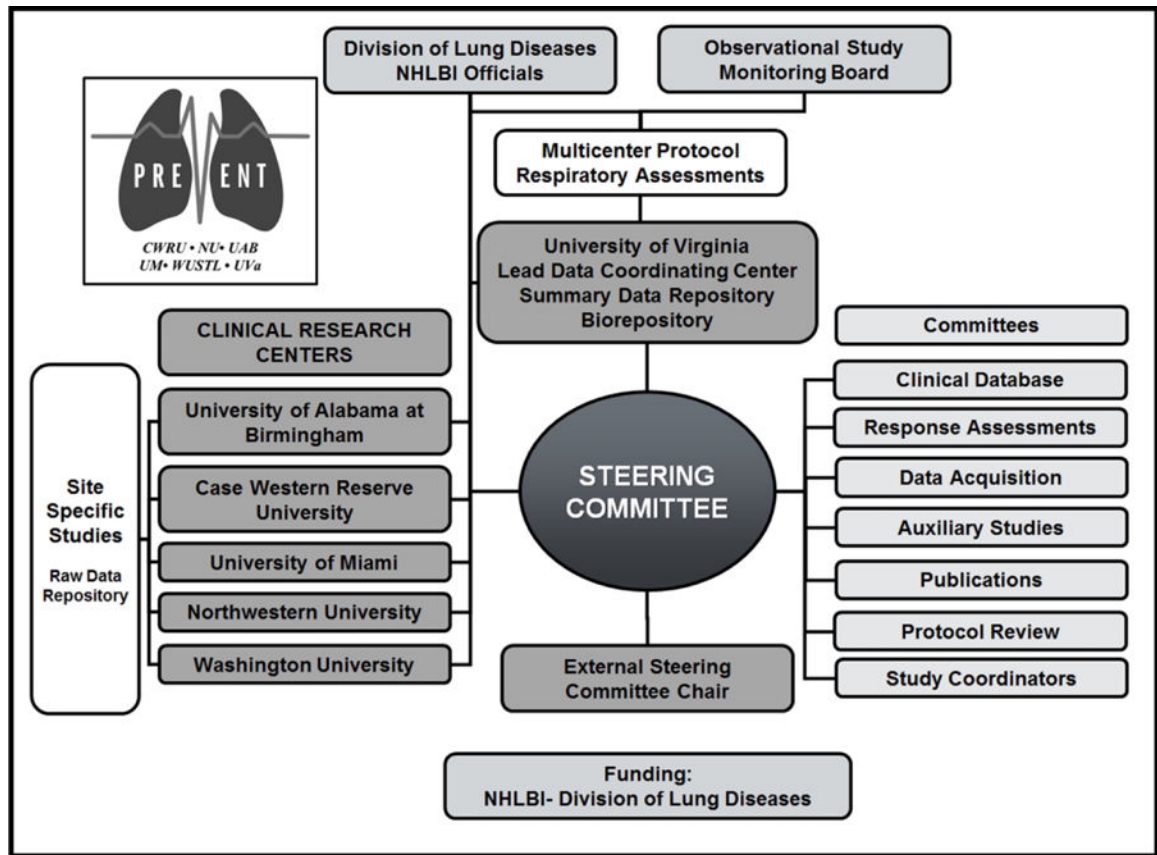 Division of Lung Diseases
NHLBI Officials
Observational Study
Monitoring Board
PRE ENT
CWRU • NU• UAB
UM• WUSTL • UVa
Multicenter Protocol
Respiratory Assessments
University of Virginia
Lead Data Coordinating Center
Summary Data Repository
Biorepository
CLINICAL RESEARCH
CENTERS
Site
Specific
Studies
Raw Data
Repository
University of Alabama at
Birmingham
Case Western Reserve
University
University of Miami
Northwestern University
Washington University
STEERING
COMMITTEE
External Steering
Committee Chair
Committees
Clinical Database
Response Assessments
Data Acquisition
Auxiliary Studies
Publications
Protocol Review
Study Coordinators
Funding:
NHLBI- Division of Lung Diseases